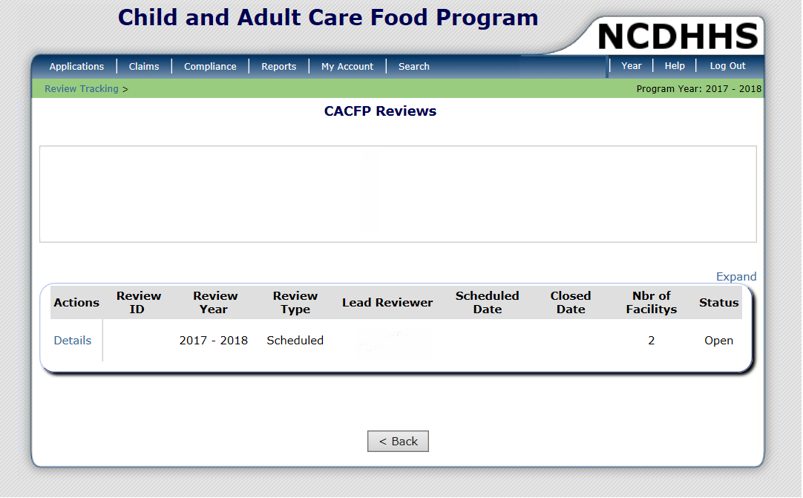 Child and Adult Care Food Program
NCDHHS
Applications Claims Compliance Reports My Account Search Year Help Log Out
Review Tracking > Program Year: 2017 - 2018
CACFP Reviews
Expand
Actions Review ID Review Year Review Type Lead Reviewer Scheduled Date Closed Date Nbr of Facilitys Status
Details 2017 - 2018 Scheduled 2 Open
< Back